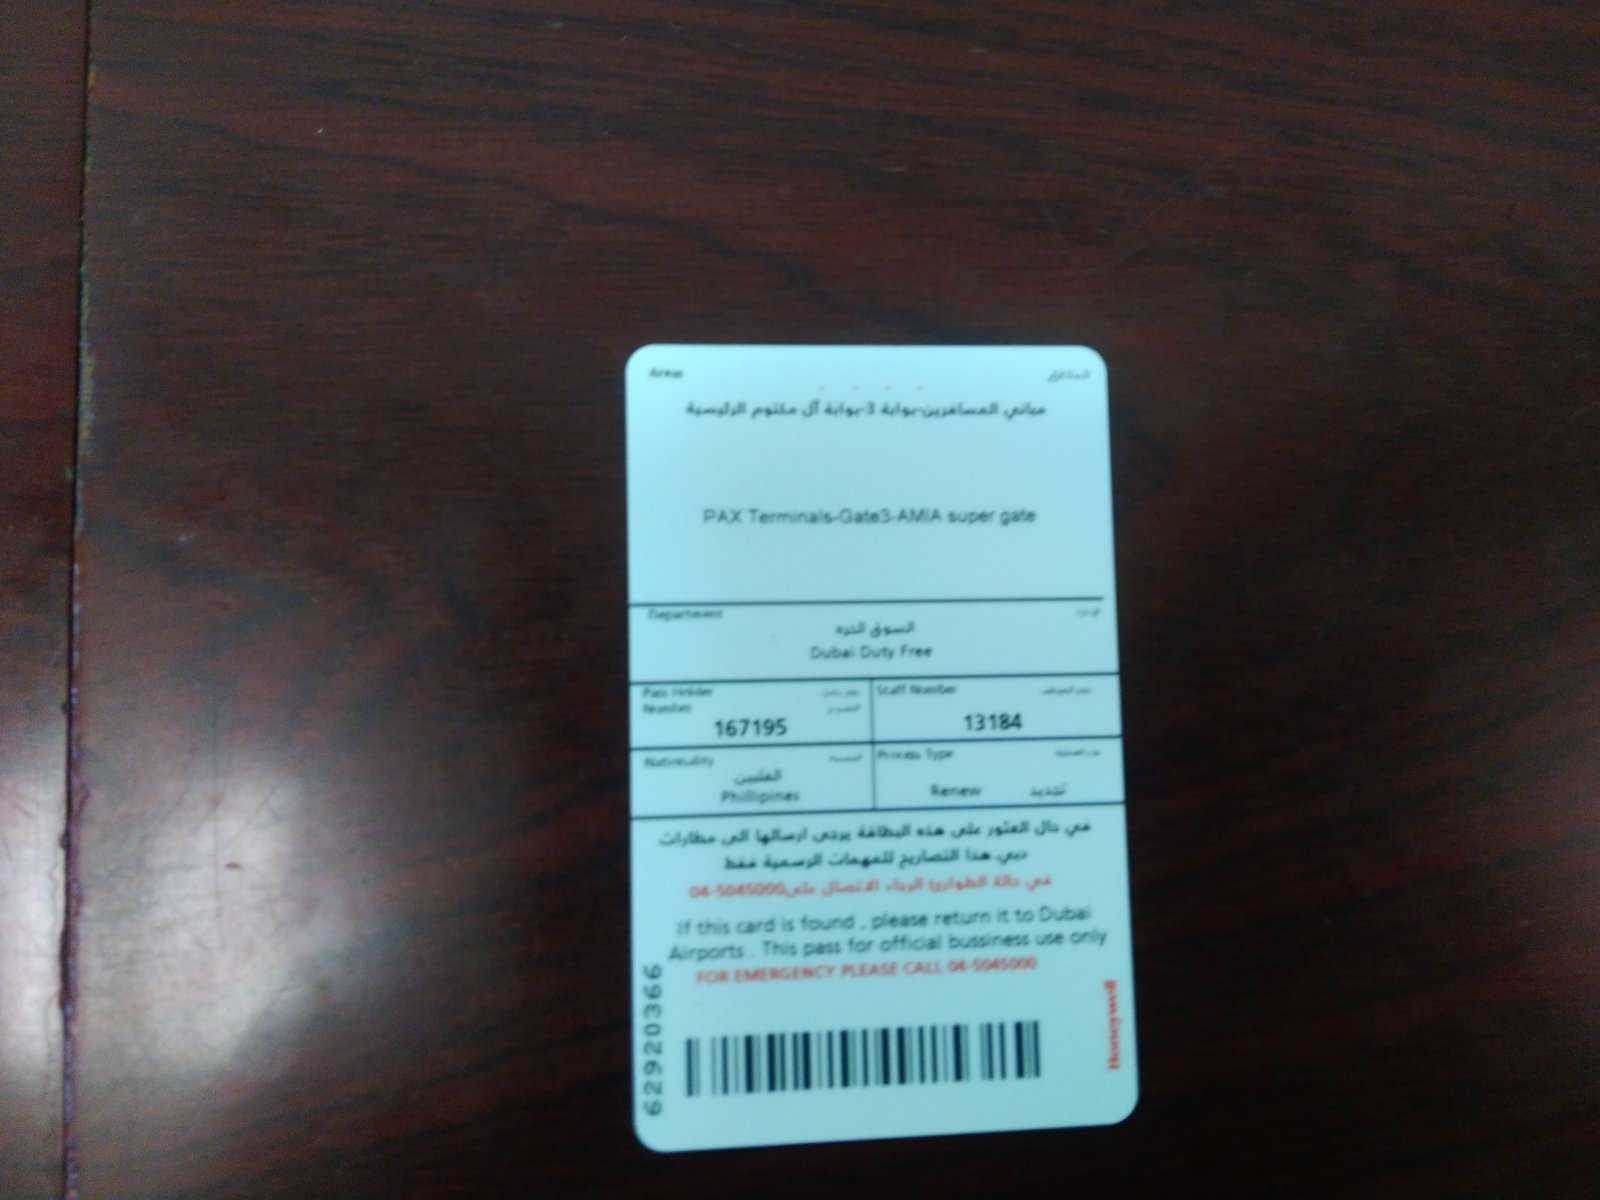 Areas المناطق
مباني المسافرين-بوابة 3-بوابة آل مكتوم الرئيسية
PAX Terminals-Gate3-AMIA super gate
Department
السوق الحره
Dubai Duty Free
Pass Holder
Number
167195
Staff Number
13184
Nationality
الفلبين
Phillipines
Process Type
Renew تجديد
في حال العثور على هذه البطاقة يرجى ارسالها الى مطارات
دبي. هذا التصاريح للمهمات الرسمية فقط
في حالة الطوارئ الرجاء الاتصال على04-5045000
If this card is found , please return it to Dubai
Airports . This pass for official bussiness use only
FOR EMERGENCY PLEASE CALL 04-5045000
62920366
Honeywell